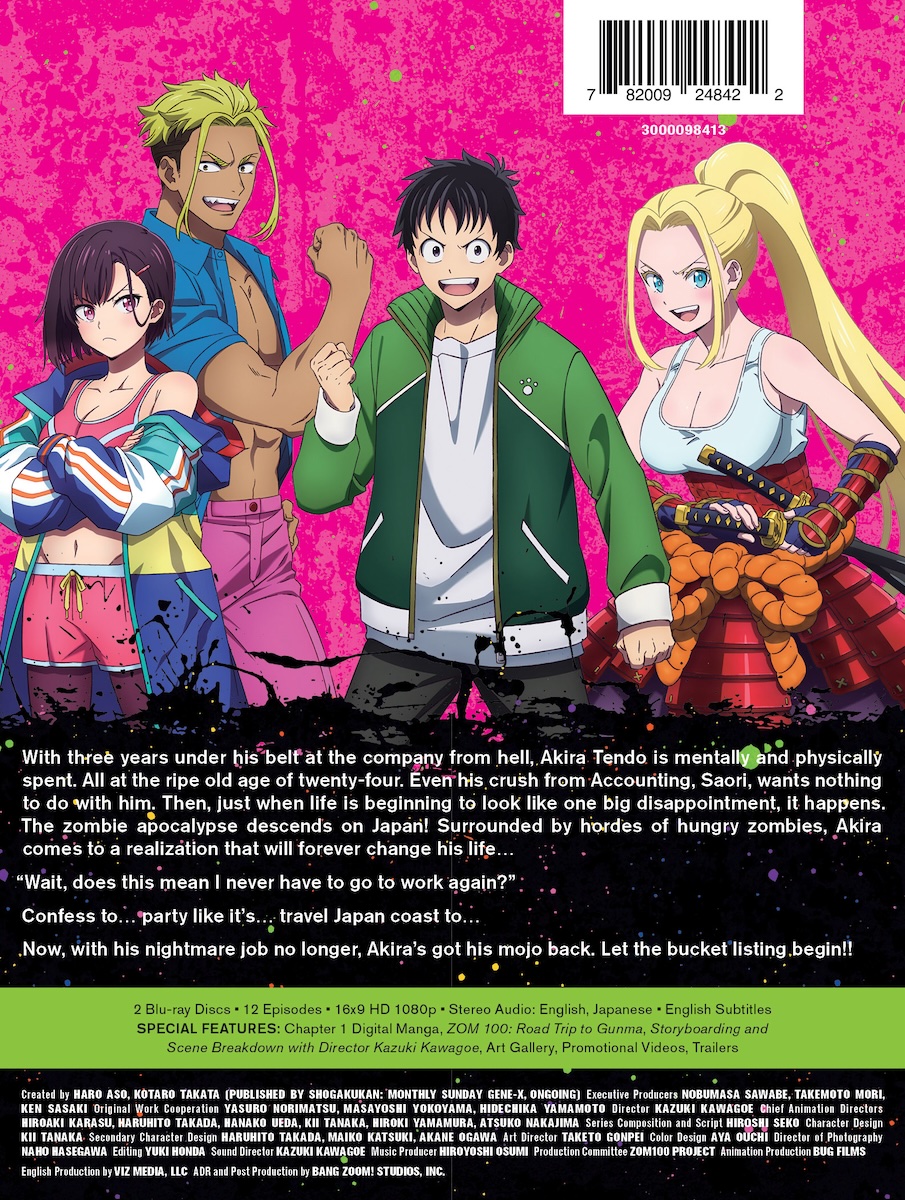 7 82009 24842 2
3000098413
With three years under his belt at the company from hell, Akira Tendo is mentally and physically
spent. All at the ripe old age of twenty-four. Even his crush from Accounting, Saori, wants nothing
to do with him. Then, just when life is beginning to look like one big disappointment, it happens.
The zombie apocalypse descends on Japan! Surrounded by hordes of hungry zombies, Akira
comes to a realization that will forever change his life…
“Wait, does this mean I never have to go to work again?”
Confess to… party like it’s… travel Japan coast to…
Now, with his nightmare job no longer, Akira’s got his mojo back. Let the bucket listing begin!!
2 Blu-ray Discs • 12 Episodes • 16x9 HD 1080p • Stereo Audio: English, Japanese • English Subtitles
SPECIAL FEATURES: Chapter 1 Digital Manga, ZOM 100: Road Trip to Gunma, Storyboarding and
Scene Breakdown with Director Kazuki Kawagoe, Art Gallery, Promotional Videos, Trailers
Created by HARO ASO, KOTARO TAKATA (PUBLISHED BY SHOGAKUKAN: MONTHLY SUNDAY GENE-X, ONGOING) Executive Producers NOBUMASA SAWABE, TAKEMOTO MORI,
KEN SASAKI Original Work Cooperation YASURO NORIMATSU, MASAYOSHI YOKOYAMA, HIDECHIKA YAMAMOTO Director KAZUKI KAWAGOE Chief Animation Directors
HIROAKI KARASU, HARUHITO TAKADA, HANAKO UEDA, KII TANAKA, HIROKI YAMAMURA, ATSUKO NAKAJIMA Series Composition and Script HIROSHI SEKO Character Design
KII TANAKA Secondary Character Design HARUHITO TAKADA, MAIKO KATSUKI, AKANE OGAWA Art Director TAKETO GONPEI Color Design AYA OUCHI Director of Photography
NAHO HASEGAWA Editing YUKI HONDA Sound Director KAZUKI KAWAGOE Music Producer HIROYOSHI OSUMI Production Committee ZOM100 PROJECT Animation Production BUG FILMS
English Production by VIZ MEDIA, LLC ADR and Post Production by BANG ZOOM! STUDIOS, INC.